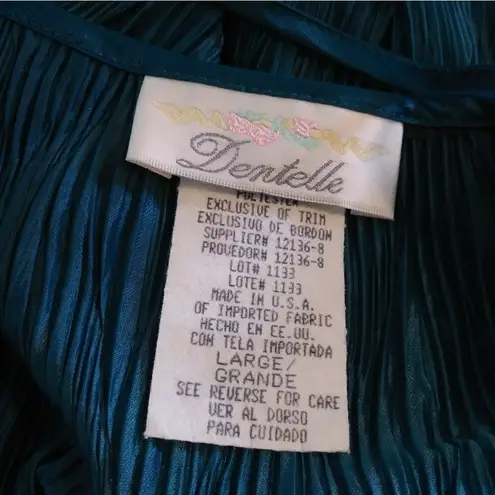 Dentelle
POLYESTER
EXCLUSIVE OF TRIM
EXCLUSIVO DE BORDON
SUPPLIER# 12136-8
PROVEDOR# 12136-8
LOT# 1133
LOTE# 1133
MADE IN U.S.A.
OF IMPORTED FABRIC
HECHO EN EE.UU.
CON TELA IMPORTADA
LARGE/
GRANDE
SEE REVERSE FOR CARE
VER AL DORSO
PARA CUIDADO